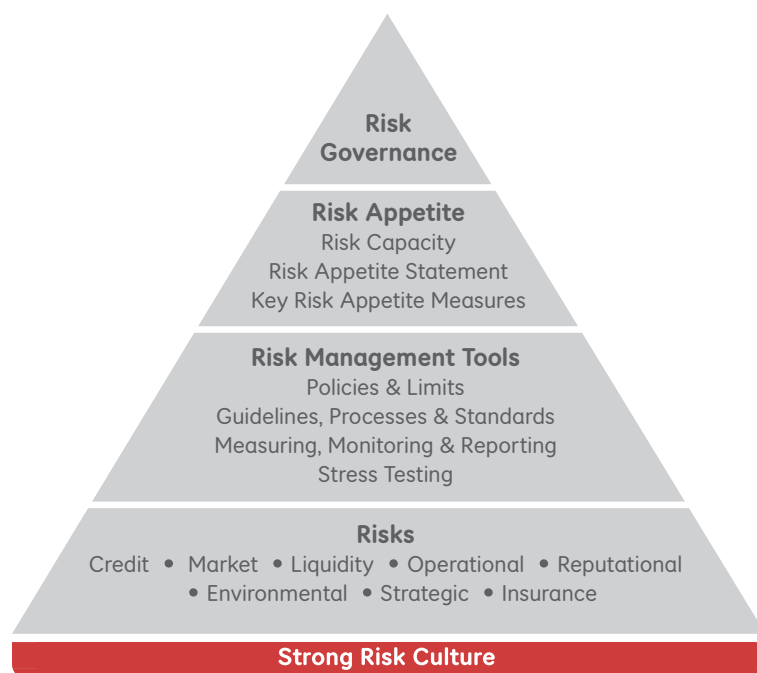 Risk
Governance
Risk Appetite
Risk Capacity
Risk Appetite Statement
Key Risk Appetite Measures
Risk Management Tools
Policies & Limits
Guidelines, Processes & Standards
Measuring, Monitoring & Reporting
Stress Testing
Risks
Credit • Market • Liquidity • Operational • Reputational
• Environmental • Strategic • Insurance
Strong Risk Culture